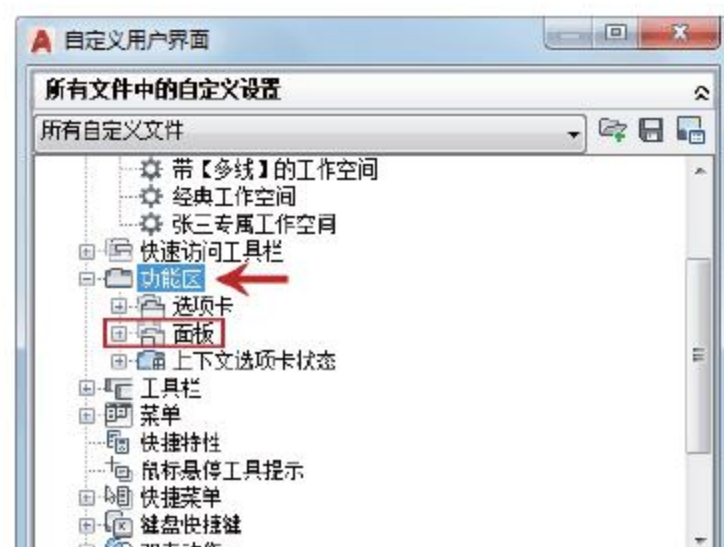 自定义用户界面
所有文件中的自定义设置
所有自定义文件
带【多线】的工作空间
经典工作空间
张三专属工作空间
快速访问工具栏
功能区
选项卡
面板
上下文选项卡状态
工具栏
菜单
快捷特性
鼠标悬停工具提示
快捷菜单
键盘快捷键